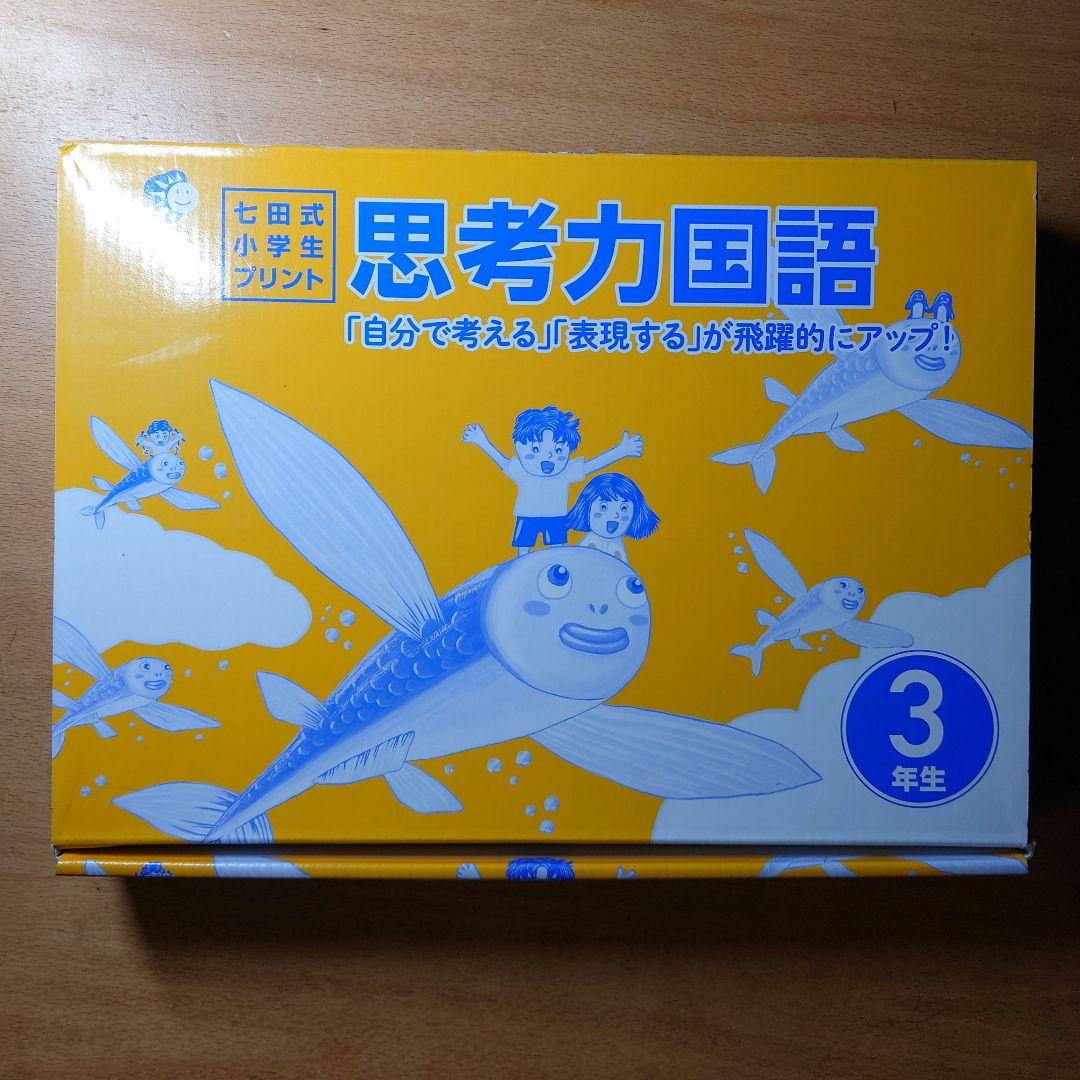 七田式
小学生
プリント
思考力国語
「自分で考える」「表現する」が飛躍的にアップ！
3
年生